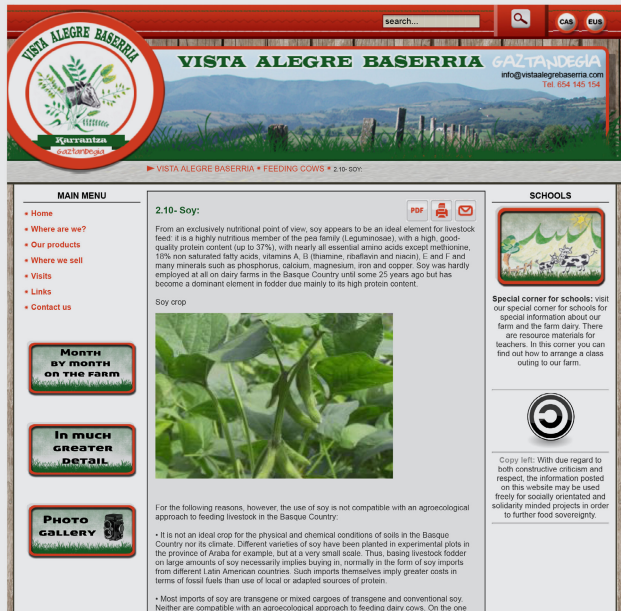 search...
CAS
EUS
VISTA ALEGRE BASERRIA
Karrantza
Gaztandegia
VISTA ALEGRE BASERRIA GAZTANDEGIA
info@vistaalegrebaserria.com
Tel. 654 145 154
VISTA ALEGRE BASERRIA FEEDING COWS 2.10- SOY:
MAIN MENU
Home
Where are we?
Our products
Where we sell
Visits
Links
Contact us
Month
by month
on the farm
In much
greater
detail
Photo
gallery
2.10- Soy:
PDF
From an exclusively nutritional point of view, soy appears to be an ideal element for livestock
feed: it is a highly nutritious member of the pea family (Leguminosae), with a high, good-
quality protein content (up to 37%), with nearly all essential amino acids except methionine,
18% non saturated fatty acids, vitamins A, B (thiamine, ribaflavin and niacin), E and F and
many minerals such as phosphorus, calcium, magnesium, iron and copper. Soy was hardly
employed at all on dairy farms in the Basque Country until some 25 years ago but has
become a dominant element in fodder due mainly to its high protein content.
Soy crop
For the following reasons, however, the use of soy is not compatible with an agroecological
approach to feeding livestock in the Basque Country:
• It is not an ideal crop for the physical and chemical conditions of soils in the Basque
Country nor its climate. Different varieties of soy have been planted in experimental plots in
the province of Araba for example, but at a very small scale. Thus, basing livestock fodder
on large amounts of soy necessarily implies buying in, normally in the form of soy imports
from different Latin American countries. Such imports themselves imply greater costs in
terms of fossil fuels than use of local or adapted sources of protein.
• Most imports of soy are transgene or mixed cargoes of transgene and conventional soy.
Neither are compatible with an agroecological approach to feeding dairy cows. On the one
SCHOOLS
Special corner for schools: visit
our special corner for schools for
special information about our
farm and the farm dairy. There
are resource materials for
teachers. In this corner you can
find out how to arrange a class
outing to our farm.
Copy left: With due regard to
both constructive criticism and
respect, the information posted
on this website may be used
freely for socially orientated and
solidarity minded projects in order
to further food sovereignty.